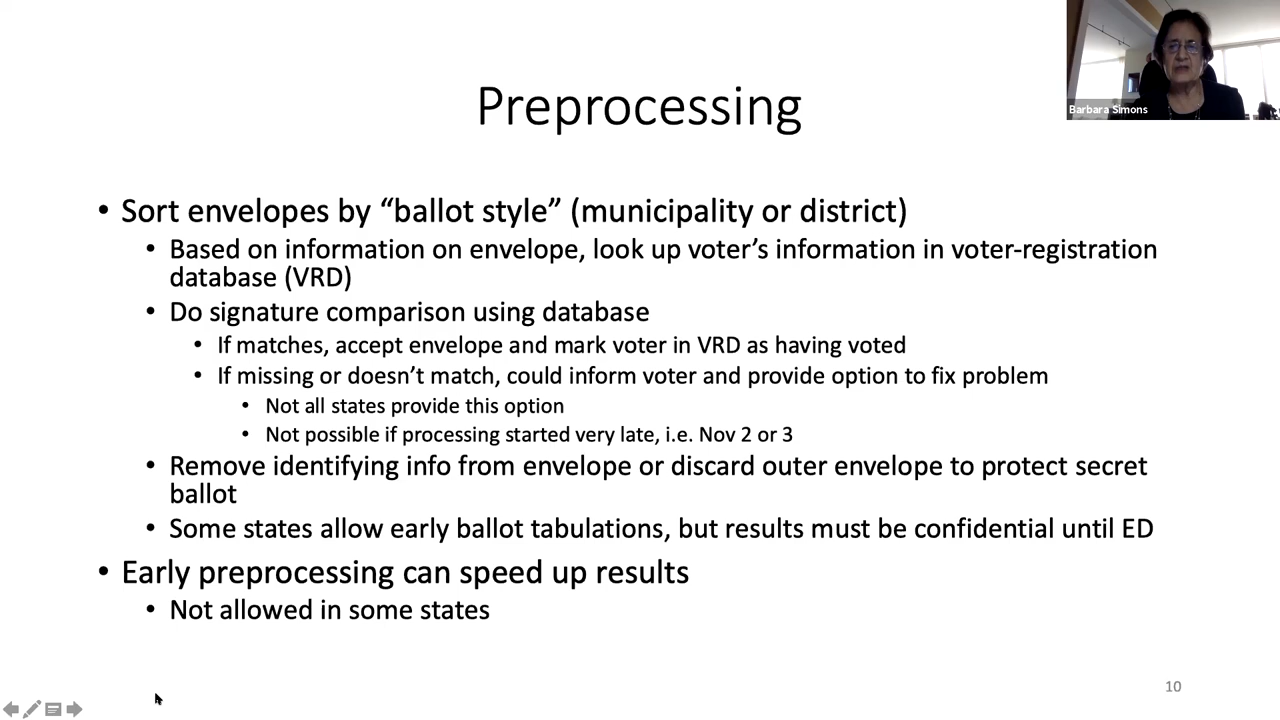 Barbara Simons
Preprocessing
• Sort envelopes by “ballot style” (municipality or district)
• Based on information on envelope, look up voter’s information in voter-registration
database (VRD)
• Do signature comparison using database
• If matches, accept envelope and mark voter in VRD as having voted
• If missing or doesn’t match, could inform voter and provide option to fix problem
• Not all states provide this option
• Not possible if processing started very late, i.e. Nov 2 or 3
• Remove identifying info from envelope or discard outer envelope to protect secret
ballot
• Some states allow early ballot tabulations, but results must be confidential until ED
• Early preprocessing can speed up results
• Not allowed in some states
10